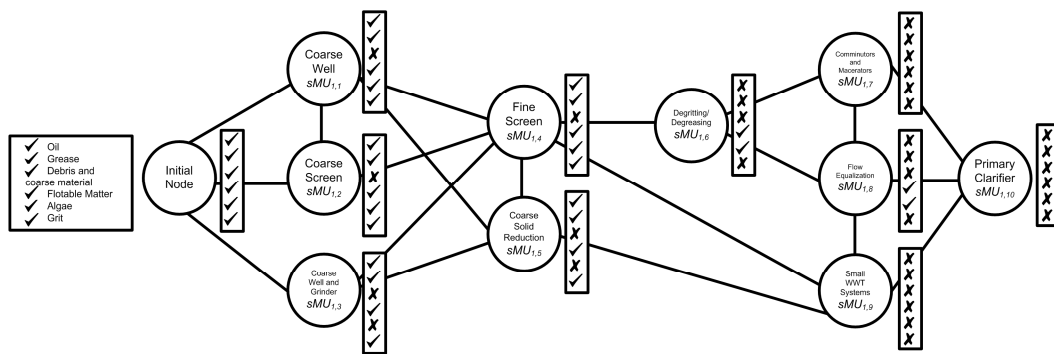 ✓ Oil
✓ Grease
✓ Debris and
coarse material
✓ Flotable Matter
✓ Algae
✓ Grit
Initial
Node
Coarse
Well
sMU1,1
Coarse
Screen
sMU1,2
Coarse
Well and
Grinder
sMU1,3
Fine
Screen
sMU1,4
Coarse
Solid
Reduction
sMU1,5
Degritting/
Degreasing
sMU1,6
Comminutors
and
Macerators
sMU1,7
Flow
Equalization
sMU1,8
Small
WWT
Systems
sMU1,9
Primary
Clarifier
sMU1,10